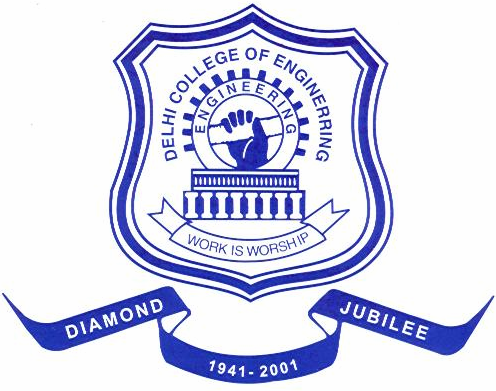 DELHI COLLEGE OF ENGINERRING
ENGINEERING
WORK IS WORSHIP
DIAMOND
1941-2001
JUBILEE